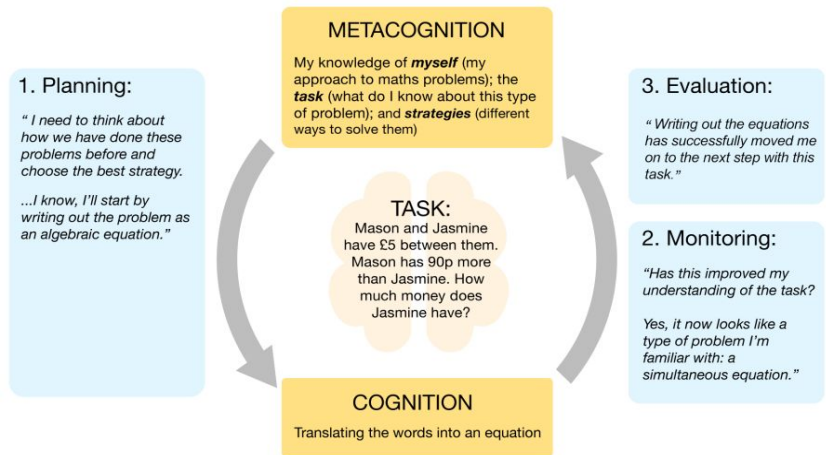 METACOGNITION
My knowledge of myself (my
approach to maths problems); the
task (what do I know about this type
of problem); and strategies (different
ways to solve them)
1. Planning:
“ I need to think about
how we have done these
problems before and
choose the best strategy.
...I know, I’ll start by
writing out the problem as
an algebraic equation.”
TASK:
Mason and Jasmine
have £5 between them.
Mason has 90p more
than Jasmine. How
much money does
Jasmine have?
3. Evaluation:
“ Writing out the equations
has successfully moved me
on to the next step with this
task.”
2. Monitoring:
“Has this improved my
understanding of the task?
Yes, it now looks like a
type of problem I’m
familiar with: a
simultaneous equation.”
COGNITION
Translating the words into an equation